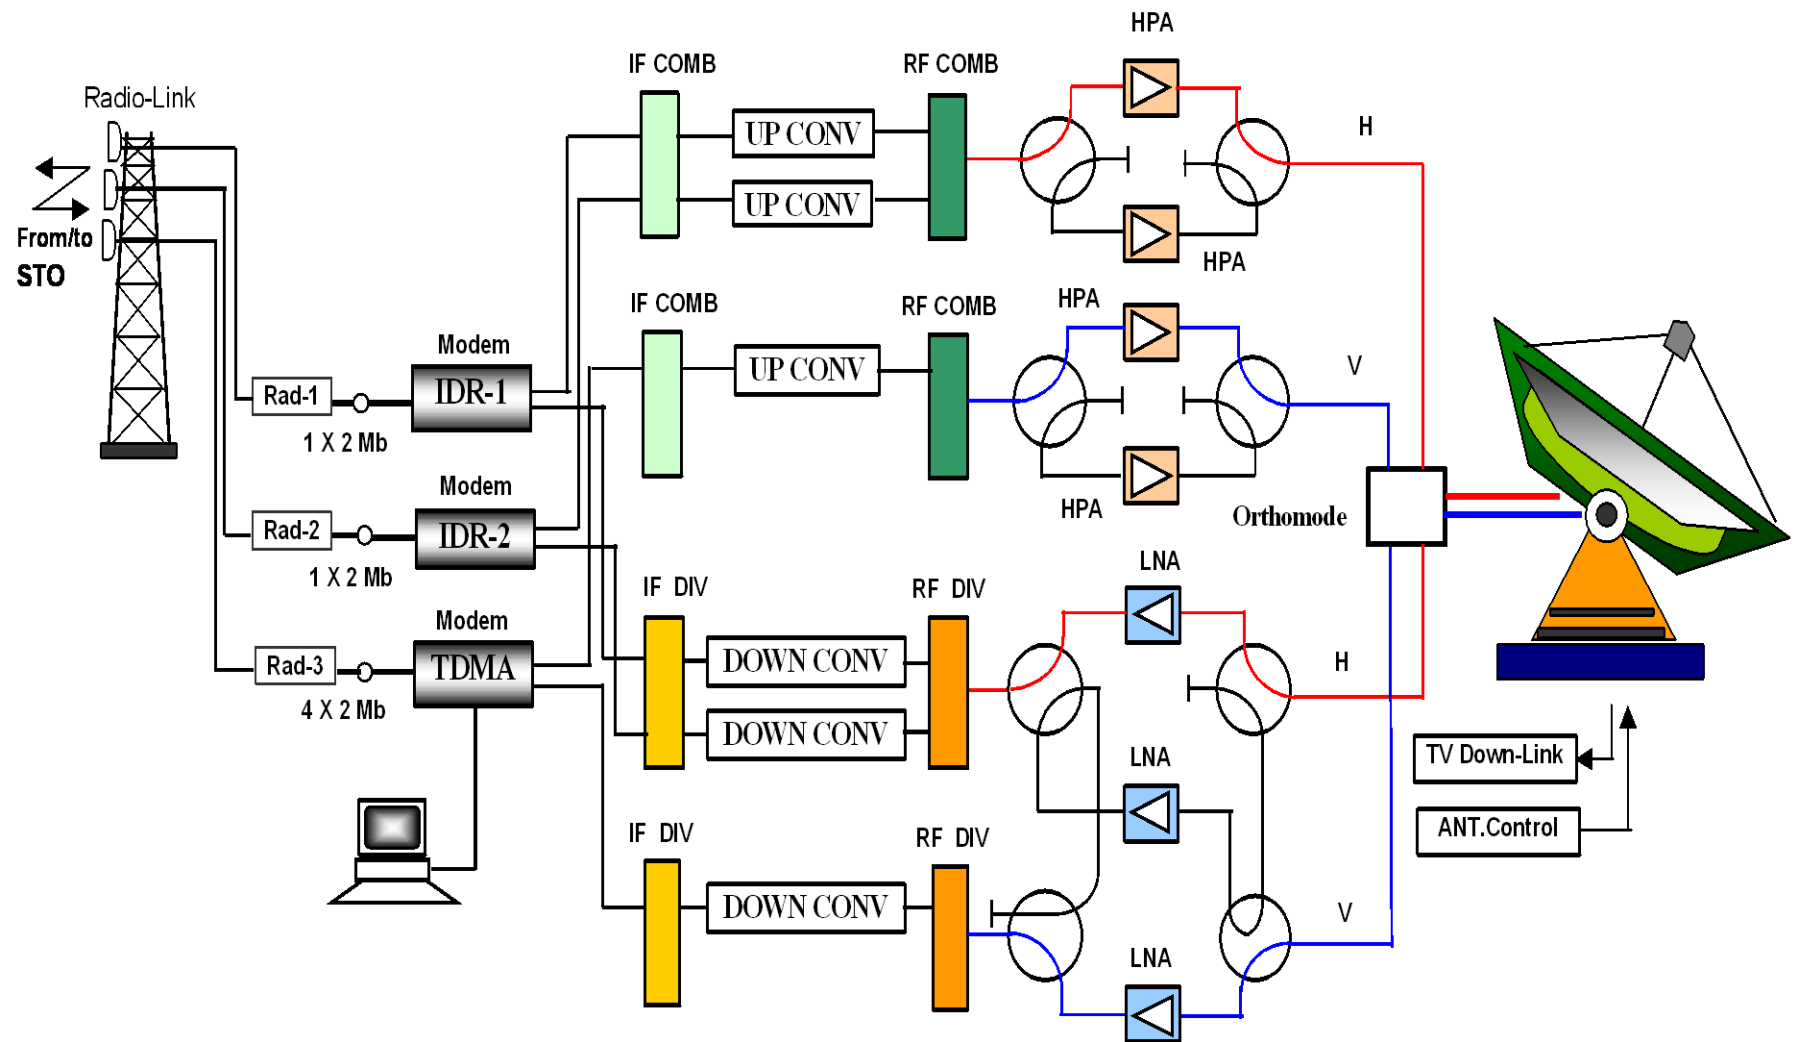 HPA
IF COMB
RF COMB
Radio-Link
UP CONV
H
UP CONV
From/to
STO
HPA
IF COMB
RF COMB
HPA
Modem
UP CONV
V
Rad-1
IDR-1
1 X 2 Mb
Modem
HPA
Orthomode
Rad-2
IDR-2
1 X 2 Mb
LNA
IF DIV
RF DIV
Modem
Rad-3
TDMA
DOWN CONV
H
4 X 2 Mb
DOWN CONV
LNA
TV Down-Link
IF DIV
RF DIV
ANT.Control
DOWN CONV
V
LNA